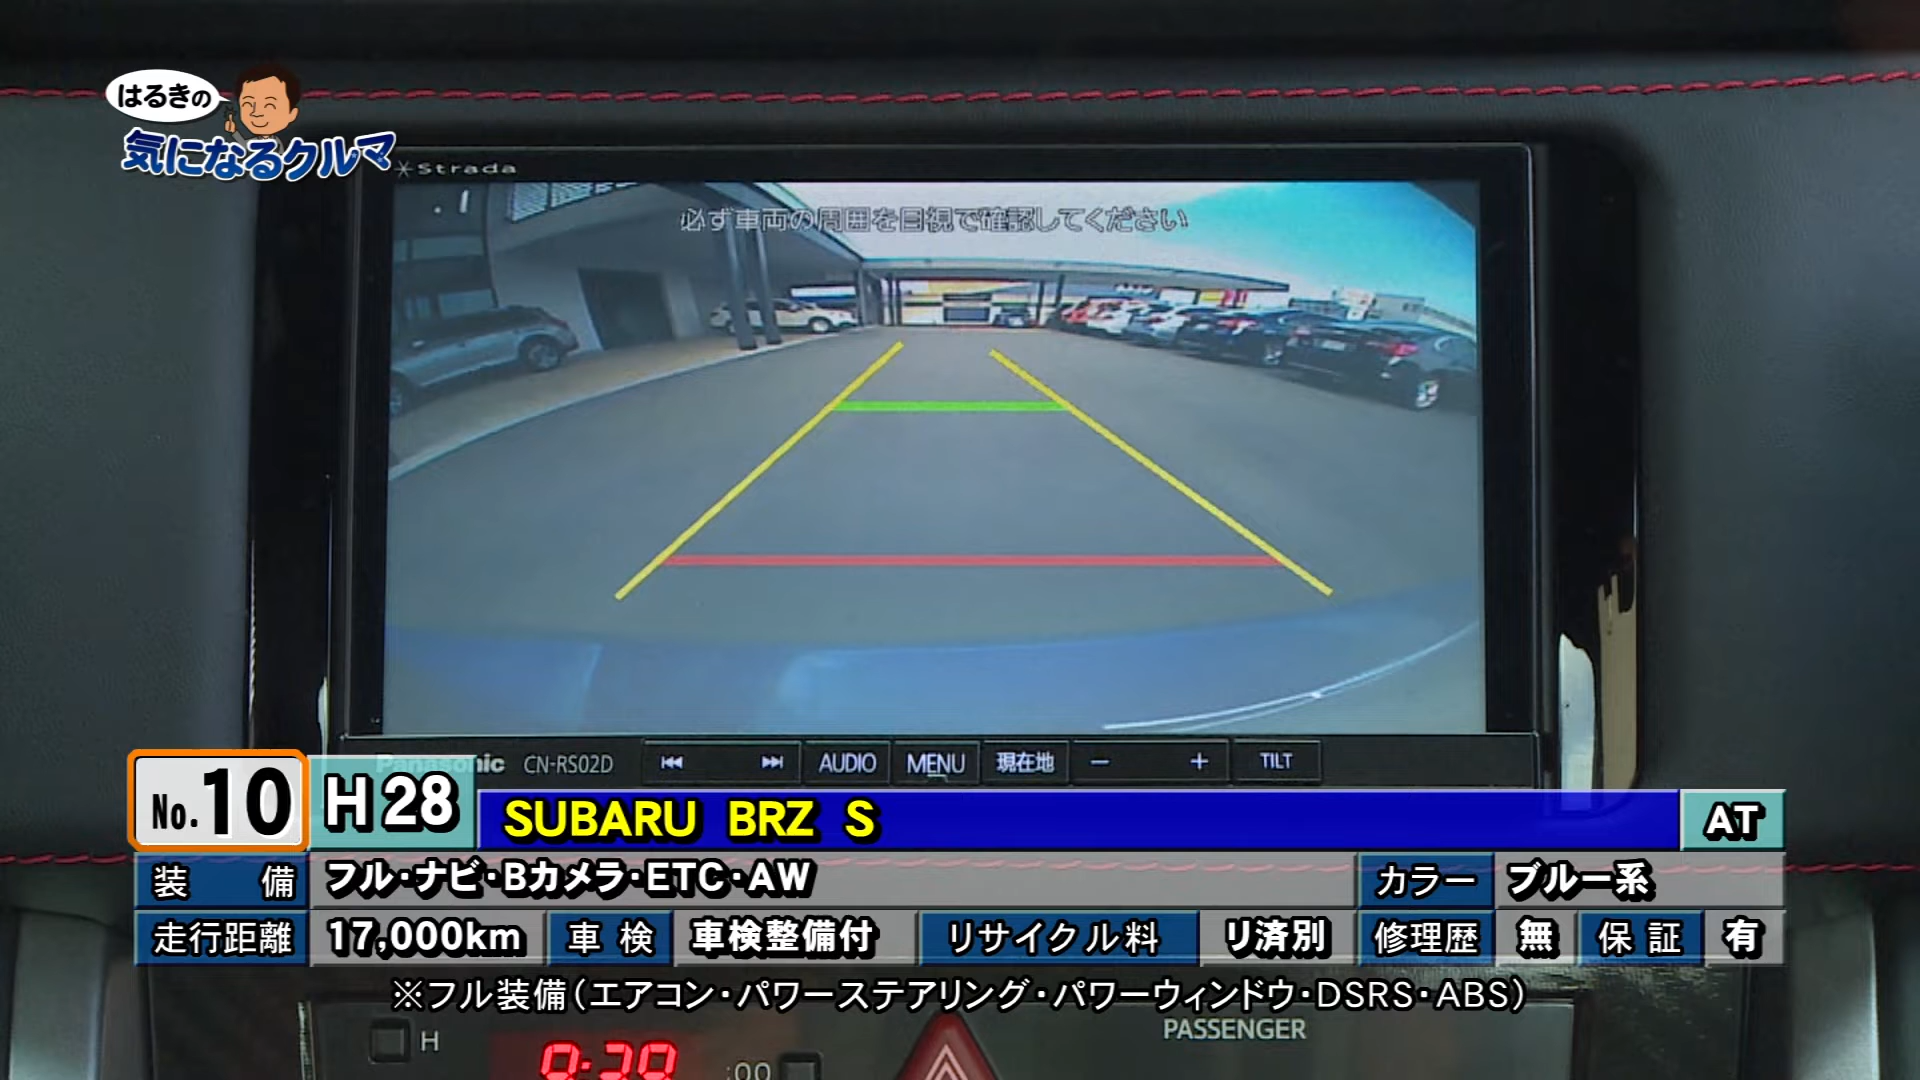 はるきの
気になるクルマ
Strada
必ず車両の周囲を目視で確認してください
Panasonic CN-RS02D AUDIO MENU 現在地 − + TILT
No.10 H28 SUBARU BRZ S AT
装備 フル・ナビ・Bカメラ・ETC・AW カラー ブルー系
走行距離 17,000km 車検 車検整備付 リサイクル料 リ済別 修理歴 無 保証 有
※フル装備（エアコン・パワーステアリング・パワーウィンドウ・DSRS・ABS）
PASSENGER
H :00